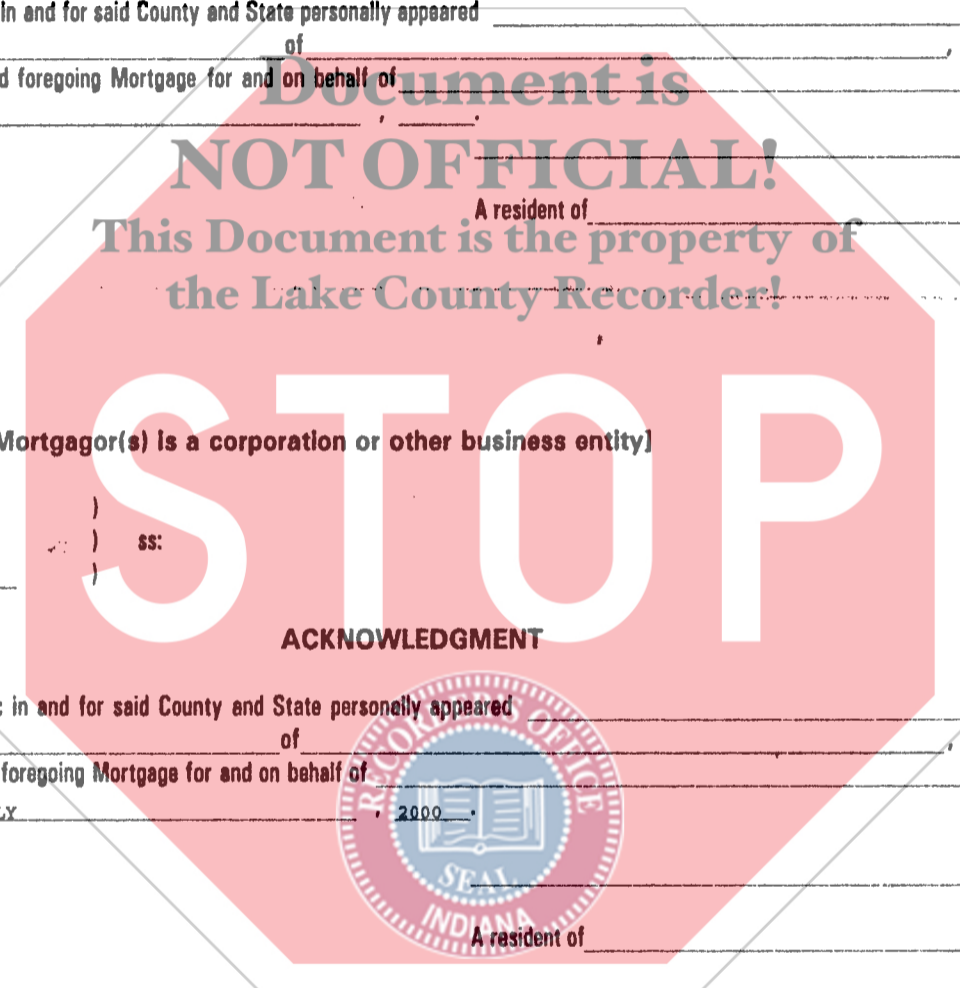 in and for said County and State personally appeared
of ,
d foregoing Mortgage for and on behalf of
, .
Document is
NOT OFFICIAL!
A resident of
This Document is the property of
the Lake County Recorder!
STOP
Mortgagor(s) is a corporation or other business entity]
)
) ss:
)
ACKNOWLEDGMENT
in and for said County and State personally appeared
of ,
foregoing Mortgage for and on behalf of
LY , 2000 .
RECORDER'S OFFICE
SEAL
INDIANA
A resident of